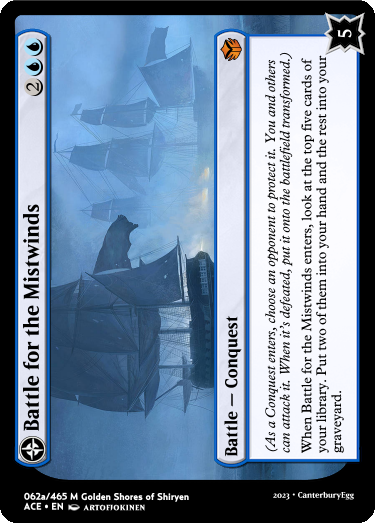 Battle for the Mistwinds
2
Battle — Conquest
(As a Conquest enters, choose an opponent to protect it. You and others
can attack it. When it's defeated, put it onto the battlefield transformed.)
When Battle for the Mistwinds enters, look at the top five cards of
your library. Put two of them into your hand and the rest into your
graveyard.
5
062a/465 M Golden Shores of Shiryen
ACE • EN ARTOFJOKINEN
2023 • CanterburyEgg